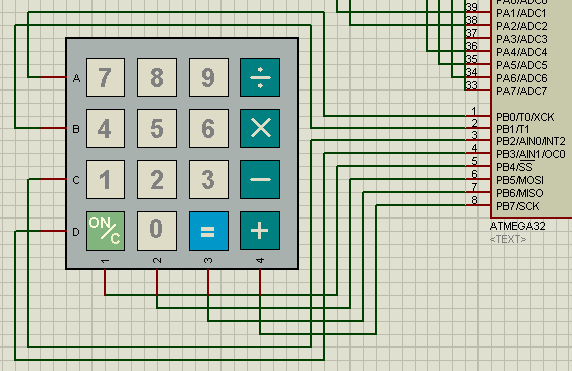 PA0/ADC0
39 PA1/ADC1
38 PA2/ADC2
37 PA3/ADC3
36 PA4/ADC4
35 PA5/ADC5
34 PA6/ADC6
33 PA7/ADC7
A 7 8 9 ÷
1 PB0/T0/XCK
2 PB1/T1
B 4 5 6 ×
3 PB2/AIN0/INT2
4 PB3/AIN1/OC0
5 PB4/SS
C 1 2 3 −
6 PB5/MOSI
7 PB6/MISO
8 PB7/SCK
D ON/C 0 = +
ATMEGA32
<TEXT>
1 2 3 4